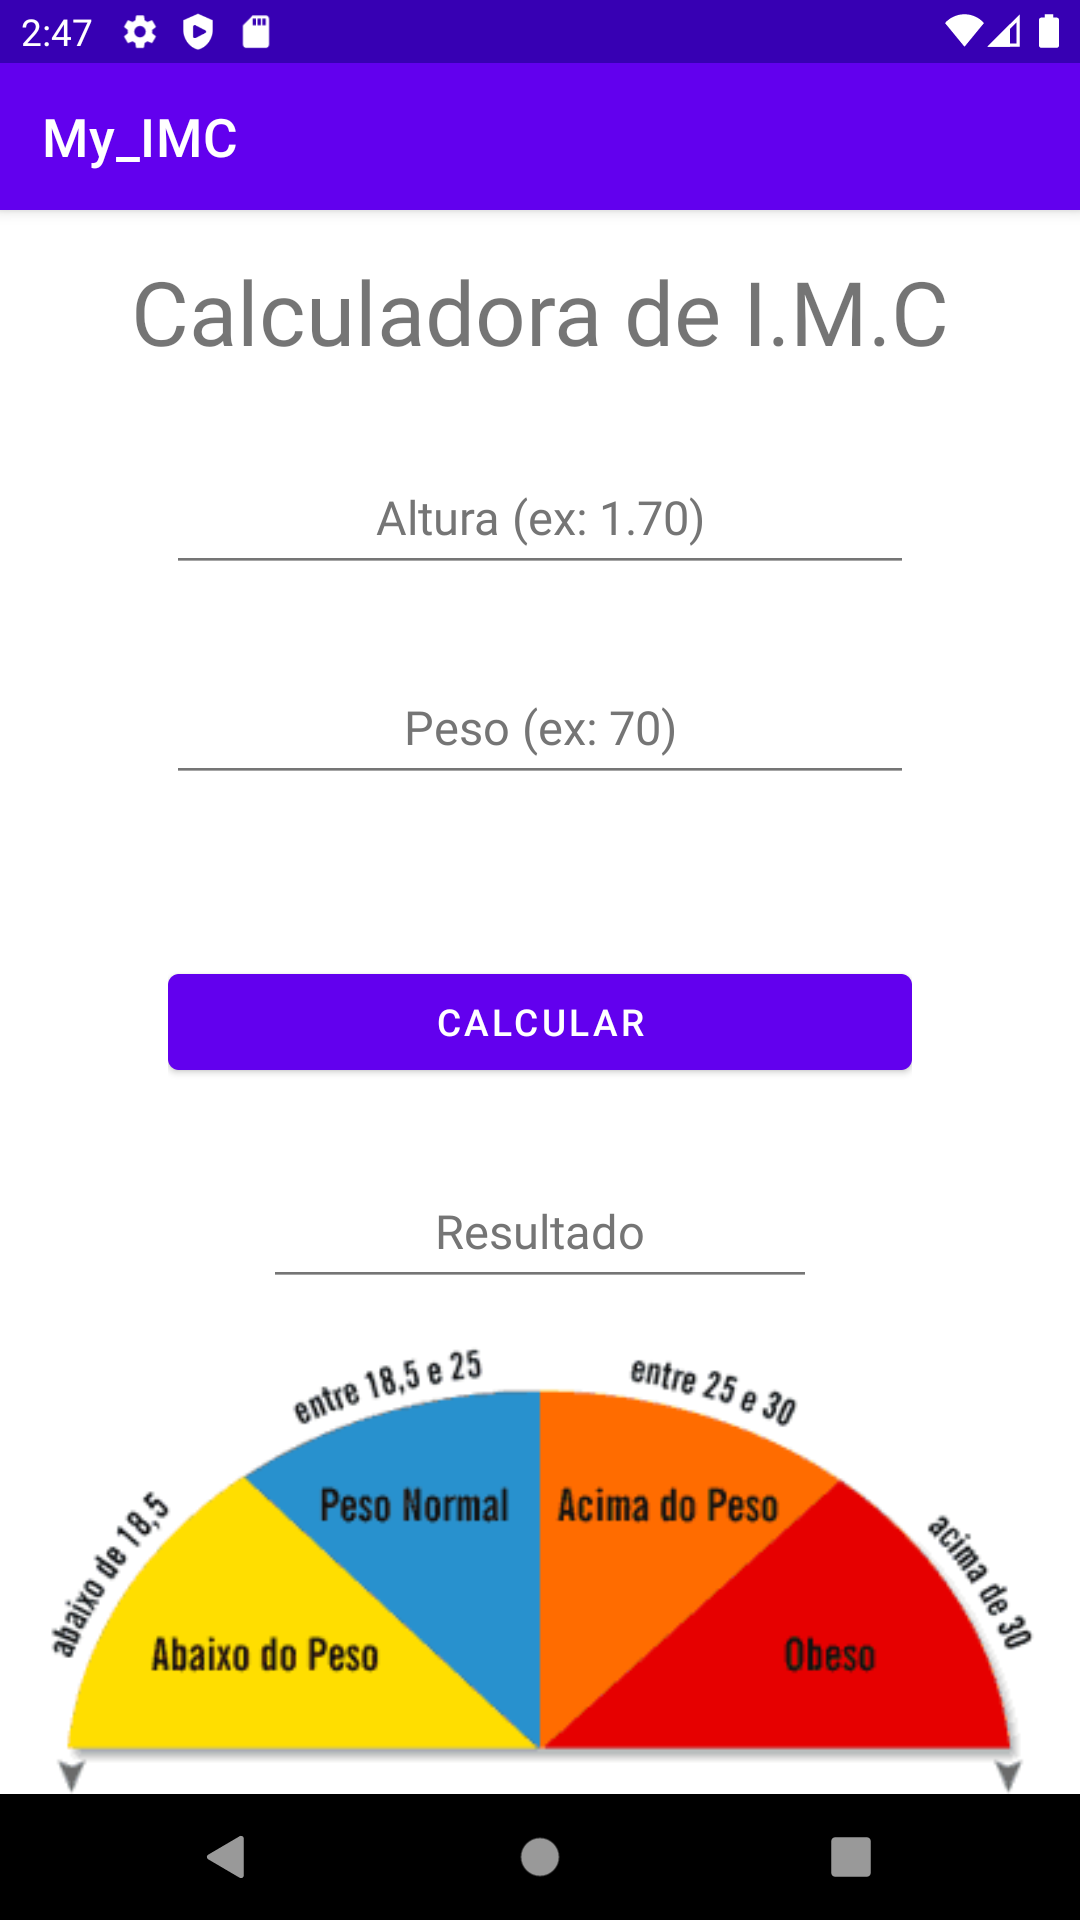 2:47
My_IMC
Calculadora de I.M.C
Altura (ex: 1.70)
Peso (ex: 70)
CALCULAR
Resultado
entre 18,5 e 25
entre 25 e 30
Peso Normal
Acima do Peso
abaixo de 18,5
acima de 30
Abaixo do Peso
Obeso